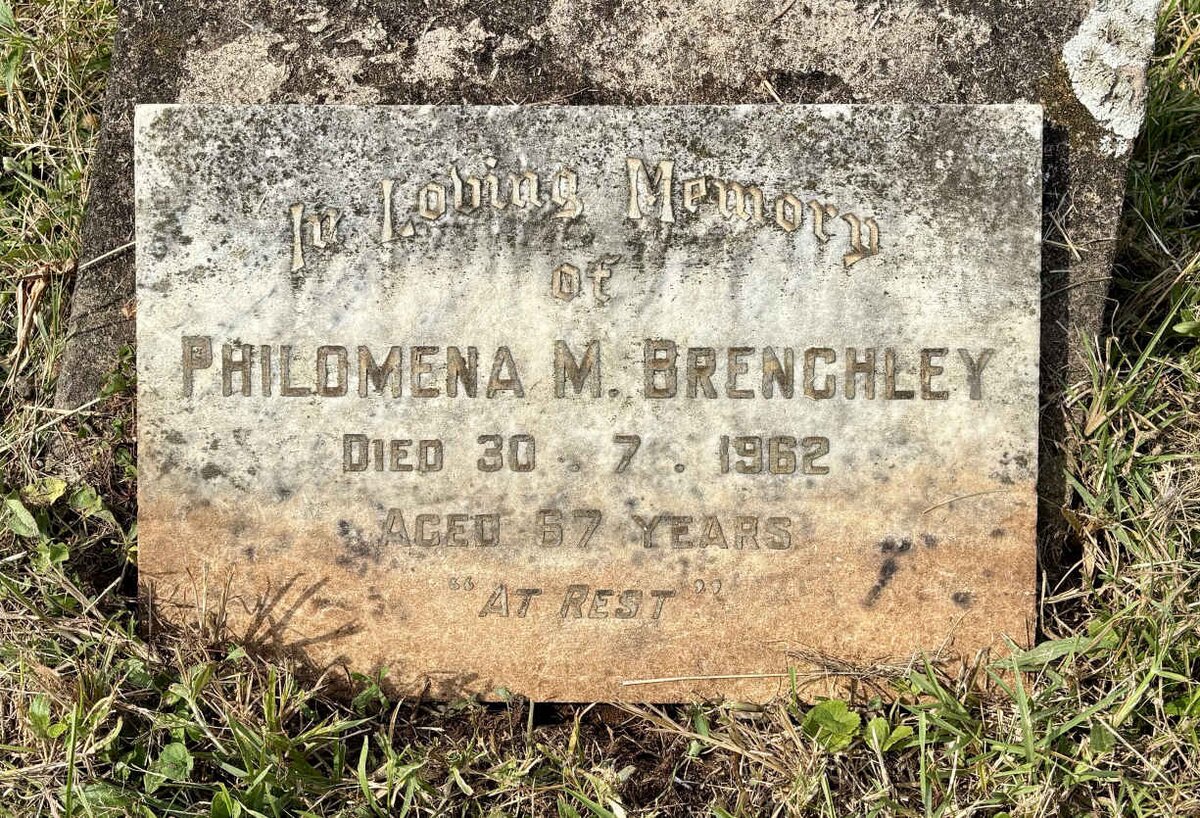 In Loving Memory
of
PHILOMENA M. BRENCHLEY
DIED 30 . 7 . 1962
AGED 67 YEARS
"AT REST"